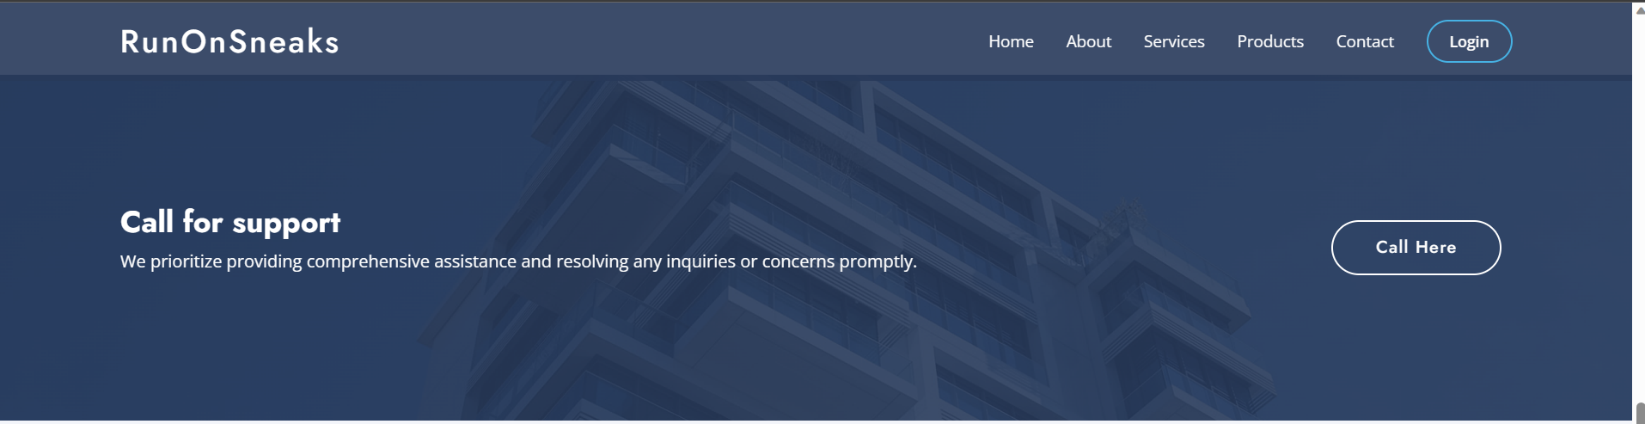 RunOnSneaks
Home About Services Products Contact Login
Call for support
We prioritize providing comprehensive assistance and resolving any inquiries or concerns promptly.
Call Here